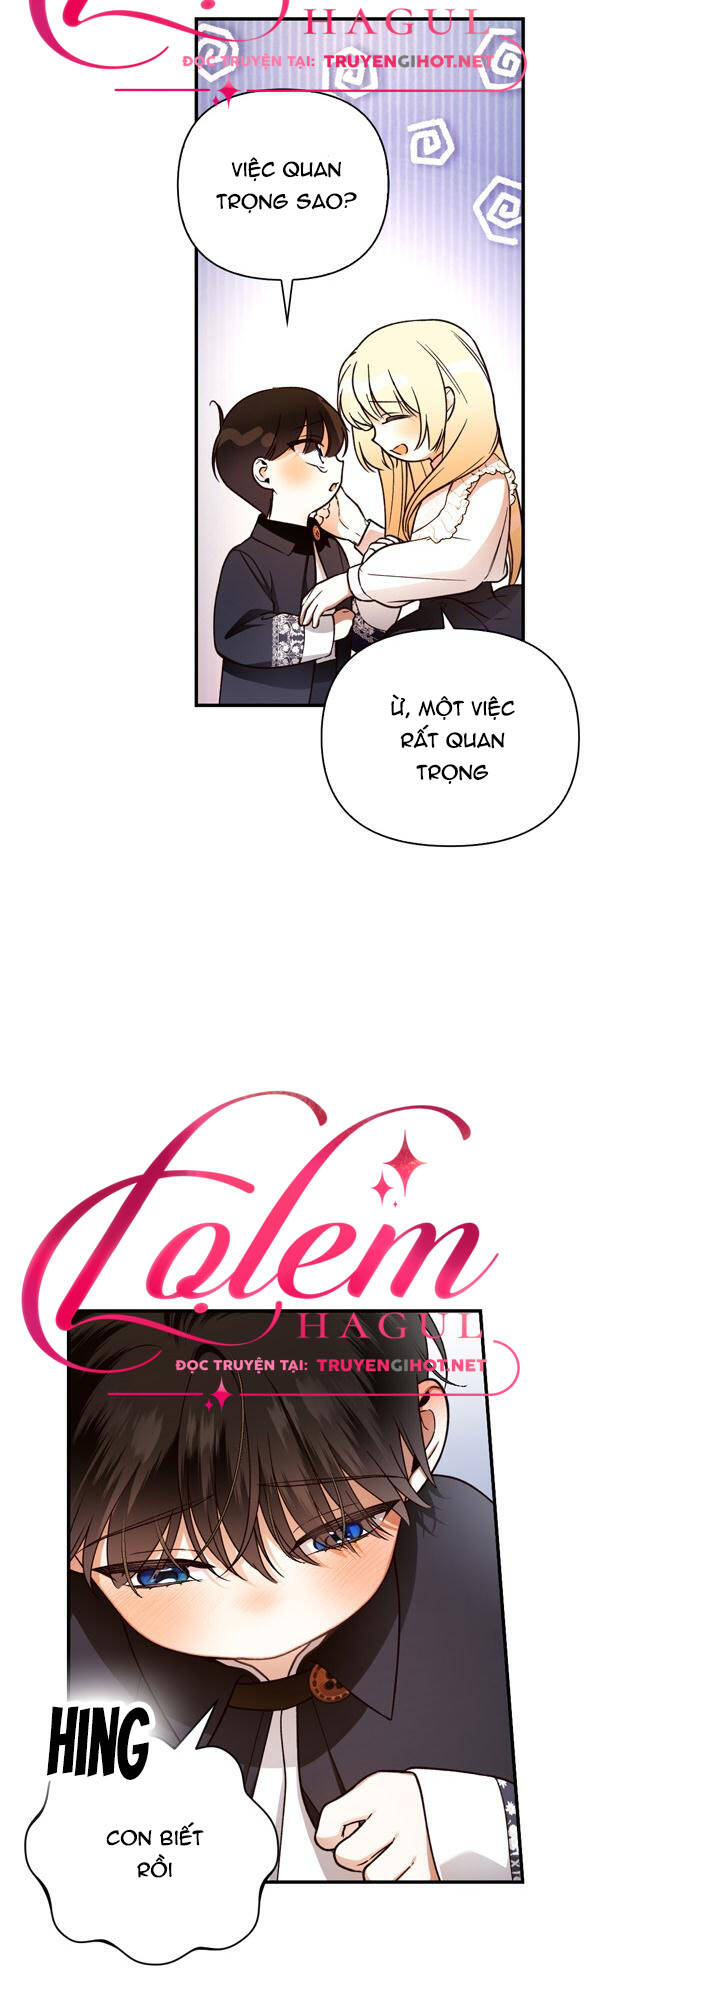 HAGUL
ĐỌC TRUYỆN TẠI: TRUYENGIHOT.NET
VIỆC QUAN
TRỌNG SAO?
Ừ, MỘT VIỆC
RẤT QUAN
TRỌNG
Lolem
HAGUL
ĐỌC TRUYỆN TẠI: TRUYENGIHOT.NET
HING
CON BIẾT
RỒI